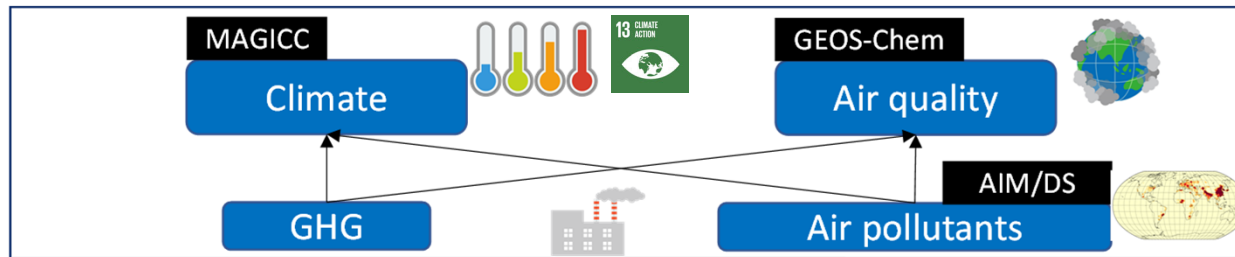 MAGICC
13 CLIMATE
ACTION
GEOS-Chem
Climate
Air quality
AIM/DS
GHG
Air pollutants